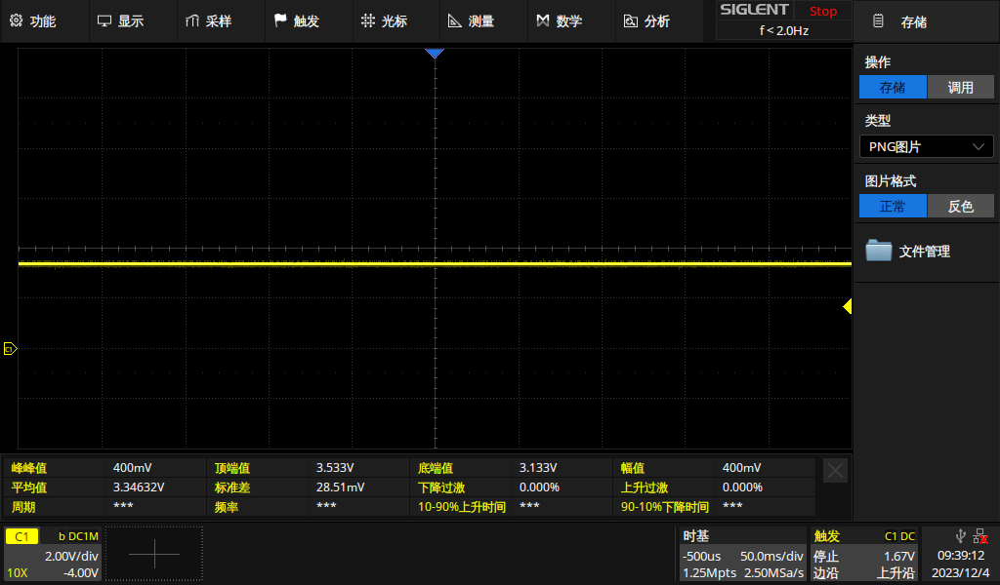 功能 显示 采样 触发 光标 测量 数学 分析 SIGLENT Stop 存储
f < 2.0Hz
操作
存储 调用
类型
PNG图片
图片格式
正常 反色
文件管理
C1
峰峰值 400mV 顶端值 3.533V 底端值 3.133V 幅值 400mV
平均值 3.34632V 标准差 28.51mV 下降过激 0.000% 上升过激 0.000%
周期 *** 频率 *** 10-90%上升时间 *** 90-10%下降时间 ***
C1 b DC1M 时基 触发 C1 DC
2.00V/div -500us 50.0ms/div 停止 1.67V 09:39:12
10X -4.00V 1.25Mpts 2.50MSa/s 边沿 上升沿 2023/12/4